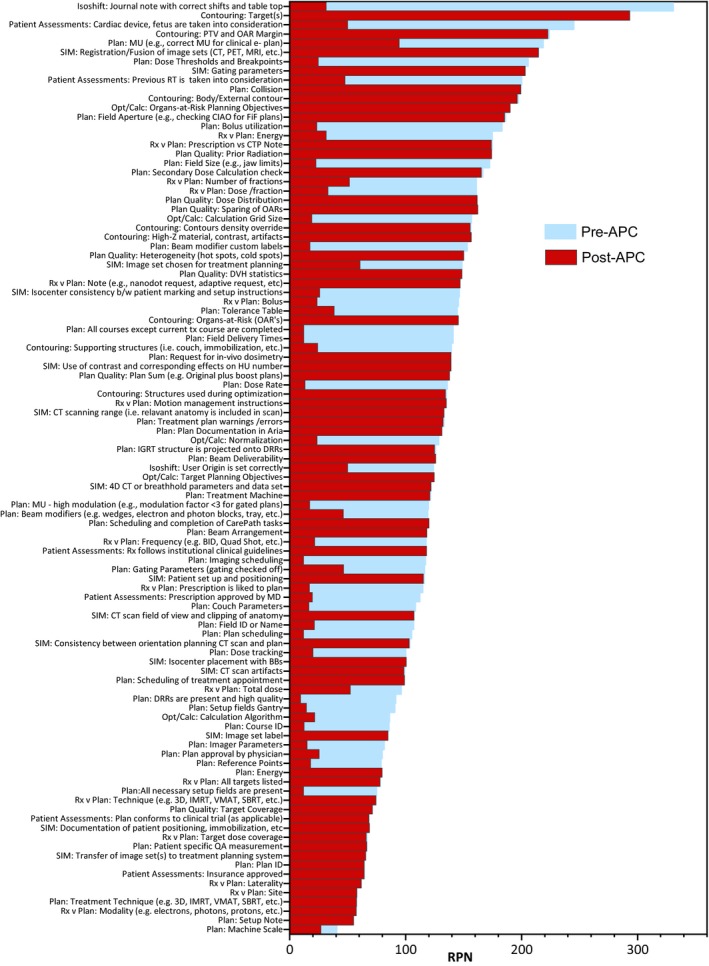 Isoshift: Journal note with correct shifts and table top
Contouring: Target(s)
Patient Assessments: Cardiac device, fetus are taken into consideration
Contouring: PTV and OAR Margin
Plan: MU (e.g., correct MU for clinical e- plan)
SIM: Registration/Fusion of image sets (CT, PET, MRI, etc.)
Plan: Dose Thresholds and Breakpoints
SIM: Gating parameters
Patient Assessments: Previous RT is taken into consideration
Plan: Collision
Contouring: Body/External contour
Opt/Calc: Organs-at-Risk Planning Objectives
Plan: Field Aperture (e.g., checking CIAO for FiF plans)
Plan: Bolus utilization
Rx v Plan: Energy
Rx v Plan: Prescription vs CTP Note
Plan Quality: Prior Radiation
Plan: Field Size (e.g., jaw limits)
Plan: Secondary Dose Calculation check
Rx v Plan: Number of fractions
Rx v Plan: Dose /fraction
Plan Quality: Dose Distribution
Plan Quality: Sparing of OARs
Opt/Calc: Calculation Grid Size
Contouring: Contours density override
Contouring: High-Z material, contrast, artifacts
Plan: Beam modifier custom labels
Plan Quality: Heterogeneity (hot spots, cold spots)
SIM: Image set chosen for treatment planning
Plan Quality: DVH statistics
Rx v Plan: Note (e.g., nanodot request, adaptive request, etc)
SIM: Isocenter consistency b/w patient marking and setup instructions
Rx v Plan: Bolus
Plan: Tolerance Table
Contouring: Organs-at-Risk (OAR's)
Plan: All courses except current tx course are completed
Plan: Field Delivery Times
Contouring: Supporting structures (i.e. couch, immobilization, etc.)
Plan: Request for in-vivo dosimetry
SIM: Use of contrast and corresponding effects on HU number
Plan Quality: Plan Sum (e.g. Original plus boost plans)
Plan: Dose Rate
Contouring: Structures used during optimization
Rx v Plan: Motion management instructions
SIM: CT scanning range (i.e. relavant anatomy is included in scan)
Plan: Treatment plan warnings /errors
Plan: Plan Documentation in Aria
Opt/Calc: Normalization
Plan: IGRT structure is projected onto DRRs
Plan: Beam Deliverability
Isoshift: User Origin is set correctly
Opt/Calc: Target Planning Objectives
SIM: 4D CT or breathhold parameters and data set
Plan: Treatment Machine
Plan: MU - high modulation (e.g., modulation factor <3 for gated plans)
Plan: Beam modifiers (e.g. wedges, electron and photon blocks, tray, etc.)
Plan: Scheduling and completion of CarePath tasks
Plan: Beam Arrangement
Rx v Plan: Frequency (e.g. BID, Quad Shot, etc.)
Patient Assessments: Rx follows institutional clinical guidelines
Plan: Imaging scheduling
Plan: Gating Parameters (gating checked off)
SIM: Patient set up and positioning
Rx v Plan: Prescription is liked to plan
Patient Assessments: Prescription approved by MD
Plan: Couch Parameters
SIM: CT scan field of view and clipping of anatomy
Plan: Field ID or Name
Plan: Plan scheduling
SIM: Consistency between orientation planning CT scan and plan
Plan: Dose tracking
SIM: Isocenter placement with BBs
SIM: CT scan artifacts
Plan: Scheduling of treatment appointment
Rx v Plan: Total dose
Plan: DRRs are present and high quality
Plan: Setup fields Gantry
Opt/Calc: Calculation Algorithm
Plan: Course ID
SIM: Image set label
Plan: Imager Parameters
Plan: Plan approval by physician
Plan: Reference Points
Plan: Energy
Rx v Plan: All targets listed
Plan:All necessary setup fields are present
Rx v Plan: Technique (e.g. 3D, IMRT, VMAT, SBRT, etc.)
Plan Quality: Target Coverage
Patient Assessments: Plan conforms to clinical trial (as applicable)
SIM: Documentation of patient positioning, immobilization, etc
Rx v Plan: Target dose coverage
Plan: Patient specific QA measurement
SIM: Transfer of image set(s) to treatment planning system
Plan: Plan ID
Patient Assessments: Insurance approved
Rx v Plan: Laterality
Rx v Plan: Site
Plan: Treatment Technique (e.g. 3D, IMRT, VMAT, SBRT, etc.)
Rx v Plan: Modality (e.g. electrons, photons, protons, etc.)
Plan: Setup Note
Plan: Machine Scale
Pre-APC
Post-APC
0 100 200 300
RPN